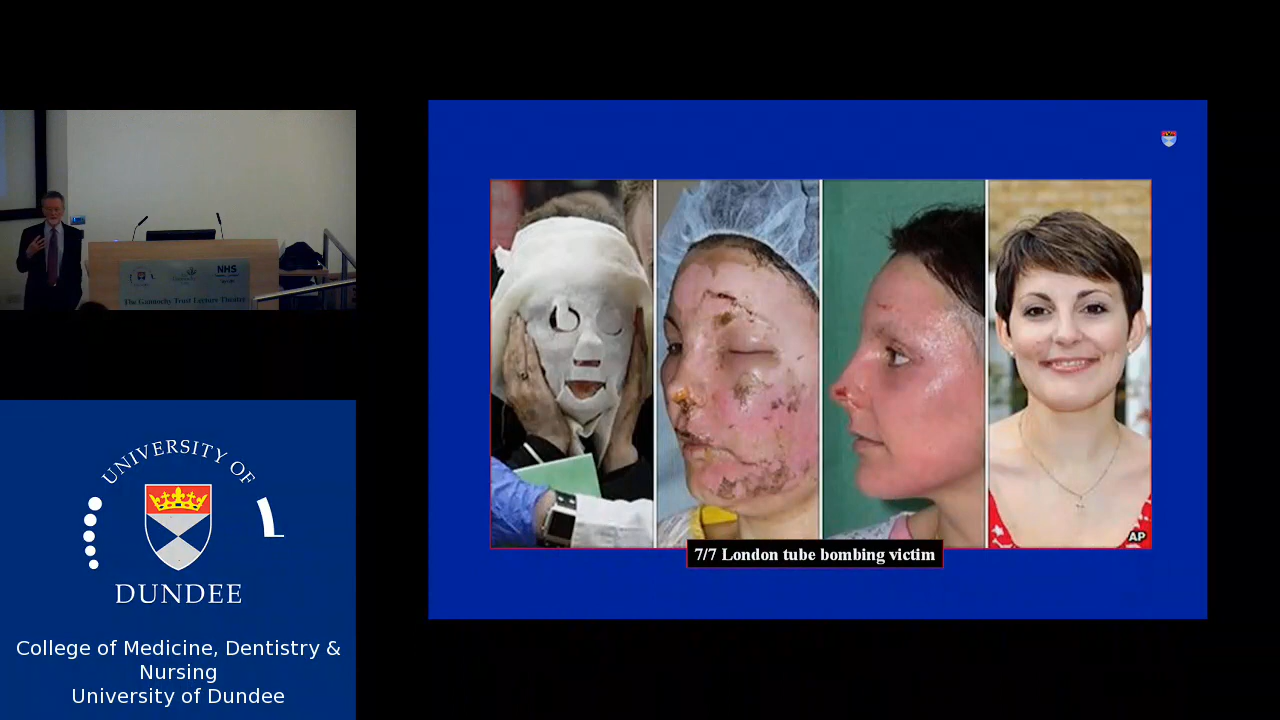 NHS
The Gannochy Trust Lecture Theatre
UNIVERSITY OF
DUNDEE
College of Medicine, Dentistry &
Nursing
University of Dundee
AP
7/7 London tube bombing victim